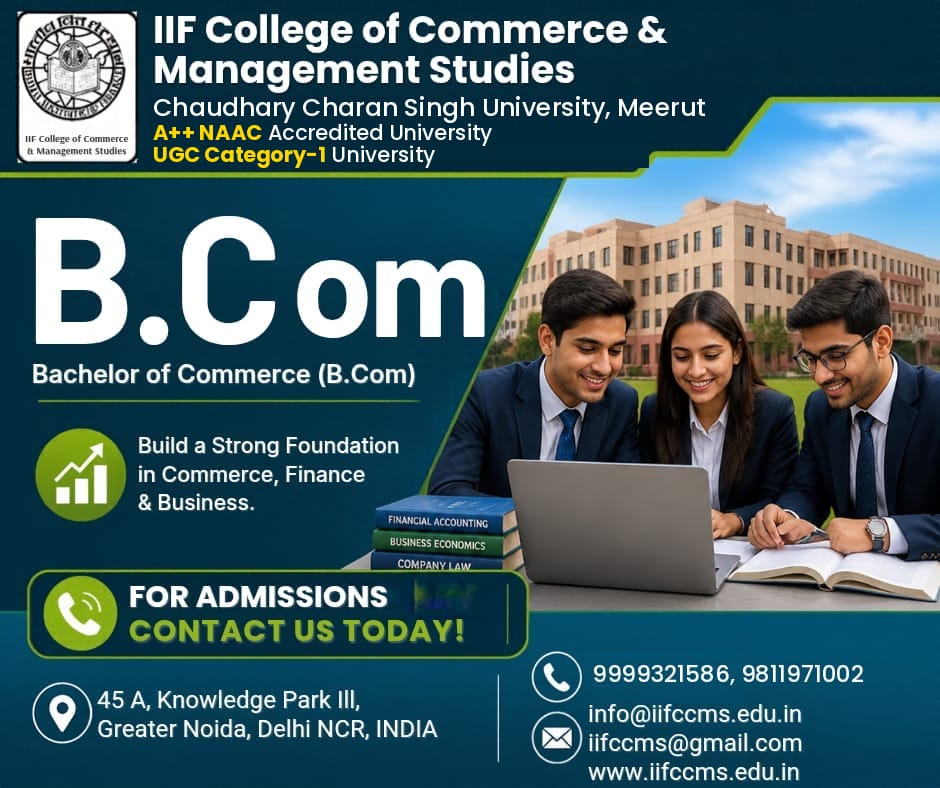 IIF College of Commerce
& Management Studies
IIF College of Commerce &
Management Studies
Chaudhary Charan Singh University, Meerut
A++ NAAC Accredited University
UGC Category-1 University
B.Com
Bachelor of Commerce (B.Com)
Build a Strong Foundation
in Commerce, Finance
& Business.
FINANCIAL ACCOUNTING
BUSINESS ECONOMICS
COMPANY LAW
FOR ADMISSIONS
CONTACT US TODAY!
45 A, Knowledge Park Ill,
Greater Noida, Delhi NCR, INDIA
9999321586, 9811971002
info@iifccms.edu.in
iifccms@gmail.com
www.iifccms.edu.in